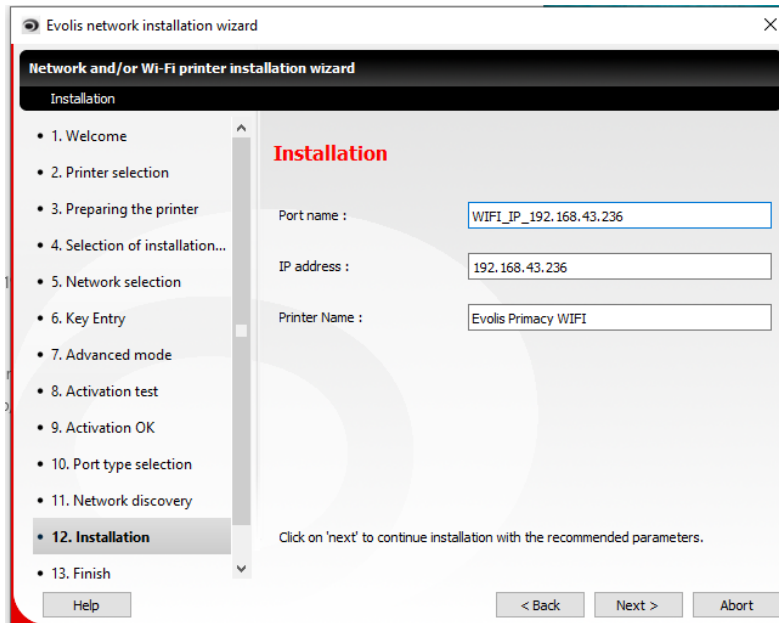 Evolis network installation wizard
Network and/or Wi-Fi printer installation wizard
Installation
• 1. Welcome
• 2. Printer selection
• 3. Preparing the printer
• 4. Selection of installation...
• 5. Network selection
• 6. Key Entry
• 7. Advanced mode
• 8. Activation test
• 9. Activation OK
• 10. Port type selection
• 11. Network discovery
• 12. Installation
• 13. Finish
Installation
Port name : WIFI_IP_192.168.43.236
IP address : 192.168.43.236
Printer Name : Evolis Primacy WIFI
Click on 'next' to continue installation with the recommended parameters.
Help < Back Next > Abort